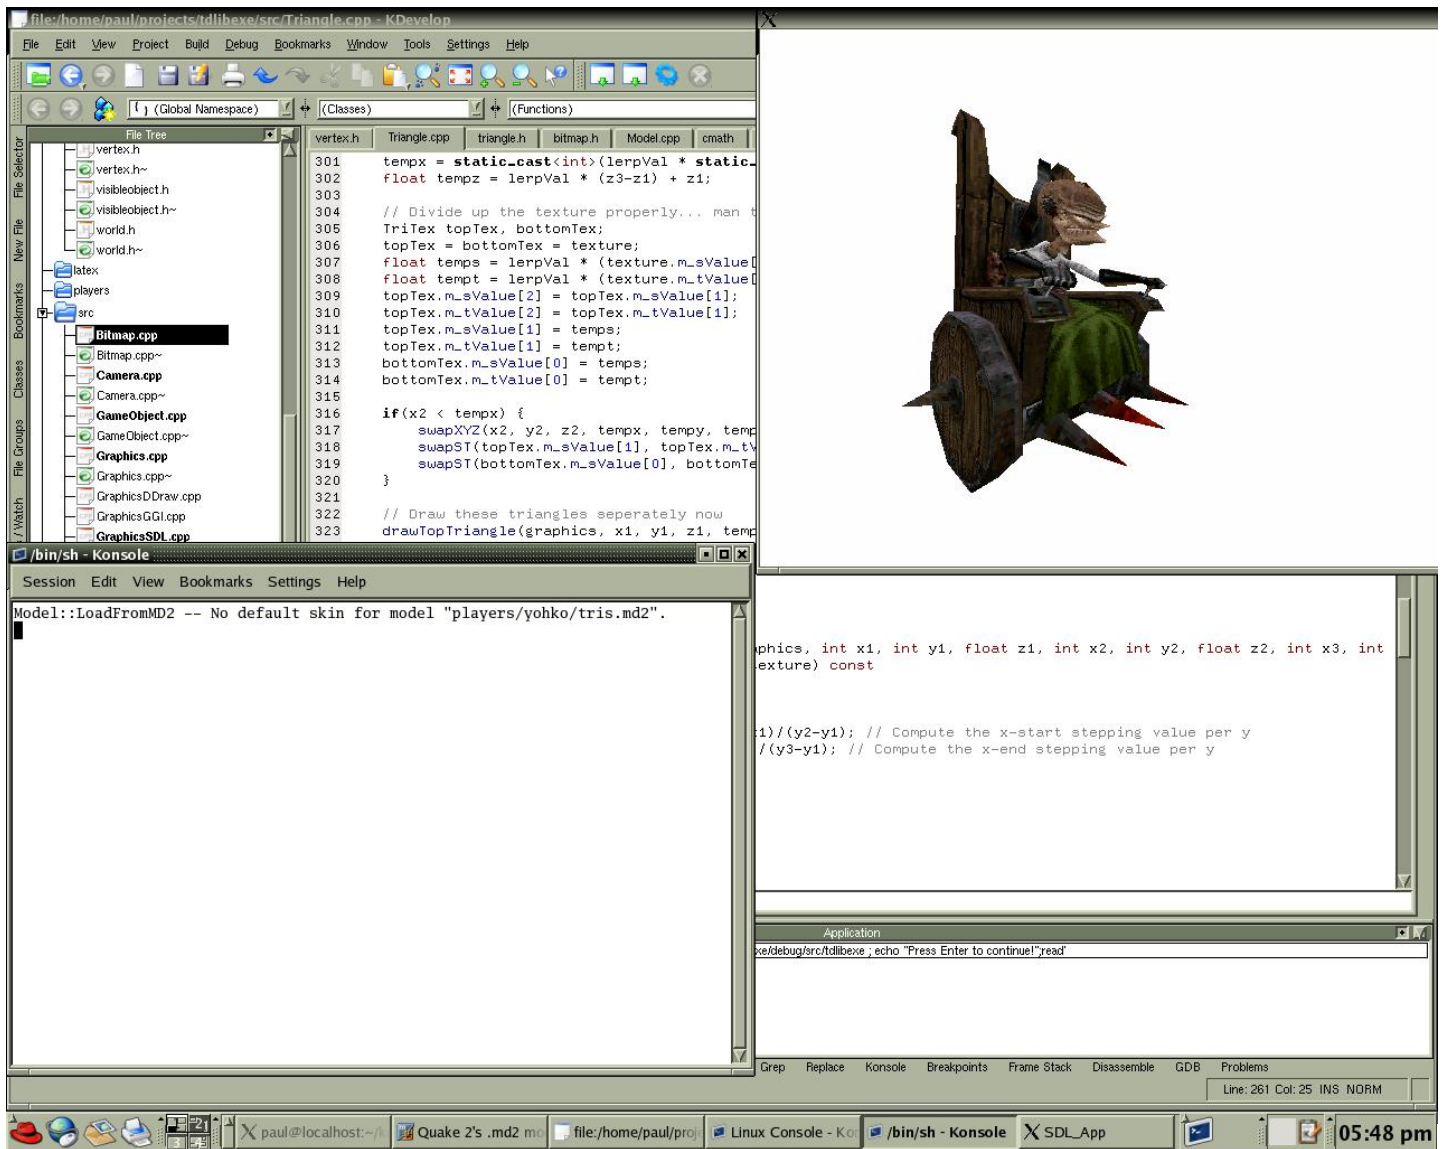 file:/home/paul/projects/tdlibexe/src/Triangle.cpp - KDevelop
File Edit View Project Build Debug Bookmarks Window Tools Settings Help
{ } (Global Namespace) (Classes) (Functions)
File Selector
New File
Bookmarks
Classes
File Groups
/ Watch
File Tree
vertex.h
vertex.h~
visibleobject.h
visibleobject.h~
world.h
world.h~
latex
players
src
Bitmap.cpp
Bitmap.cpp~
Camera.cpp
Camera.cpp~
GameObject.cpp
GameObject.cpp~
Graphics.cpp
Graphics.cpp~
GraphicsDDraw.cpp
GraphicsGGI.cpp
GraphicsSDL.cpp
vertex.h Triangle.cpp triangle.h bitmap.h Model.cpp cmath
301 tempx = static_cast<int>(lerpVal * static_
302 float tempz = lerpVal * (z3-z1) + z1;
303
304 // Divide up the texture properly... man t
305 TriTex topTex, bottomTex;
306 topTex = bottomTex = texture;
307 float temps = lerpVal * (texture.m_sValue[
308 float tempt = lerpVal * (texture.m_tValue[
309 topTex.m_sValue[2] = topTex.m_sValue[1];
310 topTex.m_tValue[2] = topTex.m_tValue[1];
311 topTex.m_sValue[1] = temps;
312 topTex.m_tValue[1] = tempt;
313 bottomTex.m_sValue[0] = temps;
314 bottomTex.m_tValue[0] = tempt;
315
316 if(x2 < tempx) {
317 swapXYZ(x2, y2, z2, tempx, tempy, temp
318 swapST(topTex.m_sValue[1], topTex.m_tV
319 swapST(bottomTex.m_sValue[0], bottomTe
320 }
321
322 // Draw these triangles seperately now
323 drawTopTriangle(graphics, x1, y1, z1, temp
/bin/sh - Konsole
Session Edit View Bookmarks Settings Help
Model::LoadFromMD2 -- No default skin for model "players/yohko/tris.md2".
phics, int x1, int y1, float z1, int x2, int y2, float z2, int x3, int
exture) const
1)/(y2-y1); // Compute the x-start stepping value per y
/(y3-y1); // Compute the x-end stepping value per y
Application
xe/debug/src/tdlibexe ; echo "Press Enter to continue!";read'
Grep Replace Konsole Breakpoints Frame Stack Disassemble GDB Problems
Line: 261 Col: 25 INS NORM
2 3 4
paul@localhost:~/k Quake 2's .md2 mo file:/home/paul/proj Linux Console - Ko /bin/sh - Konsole SDL_App 05:48 pm